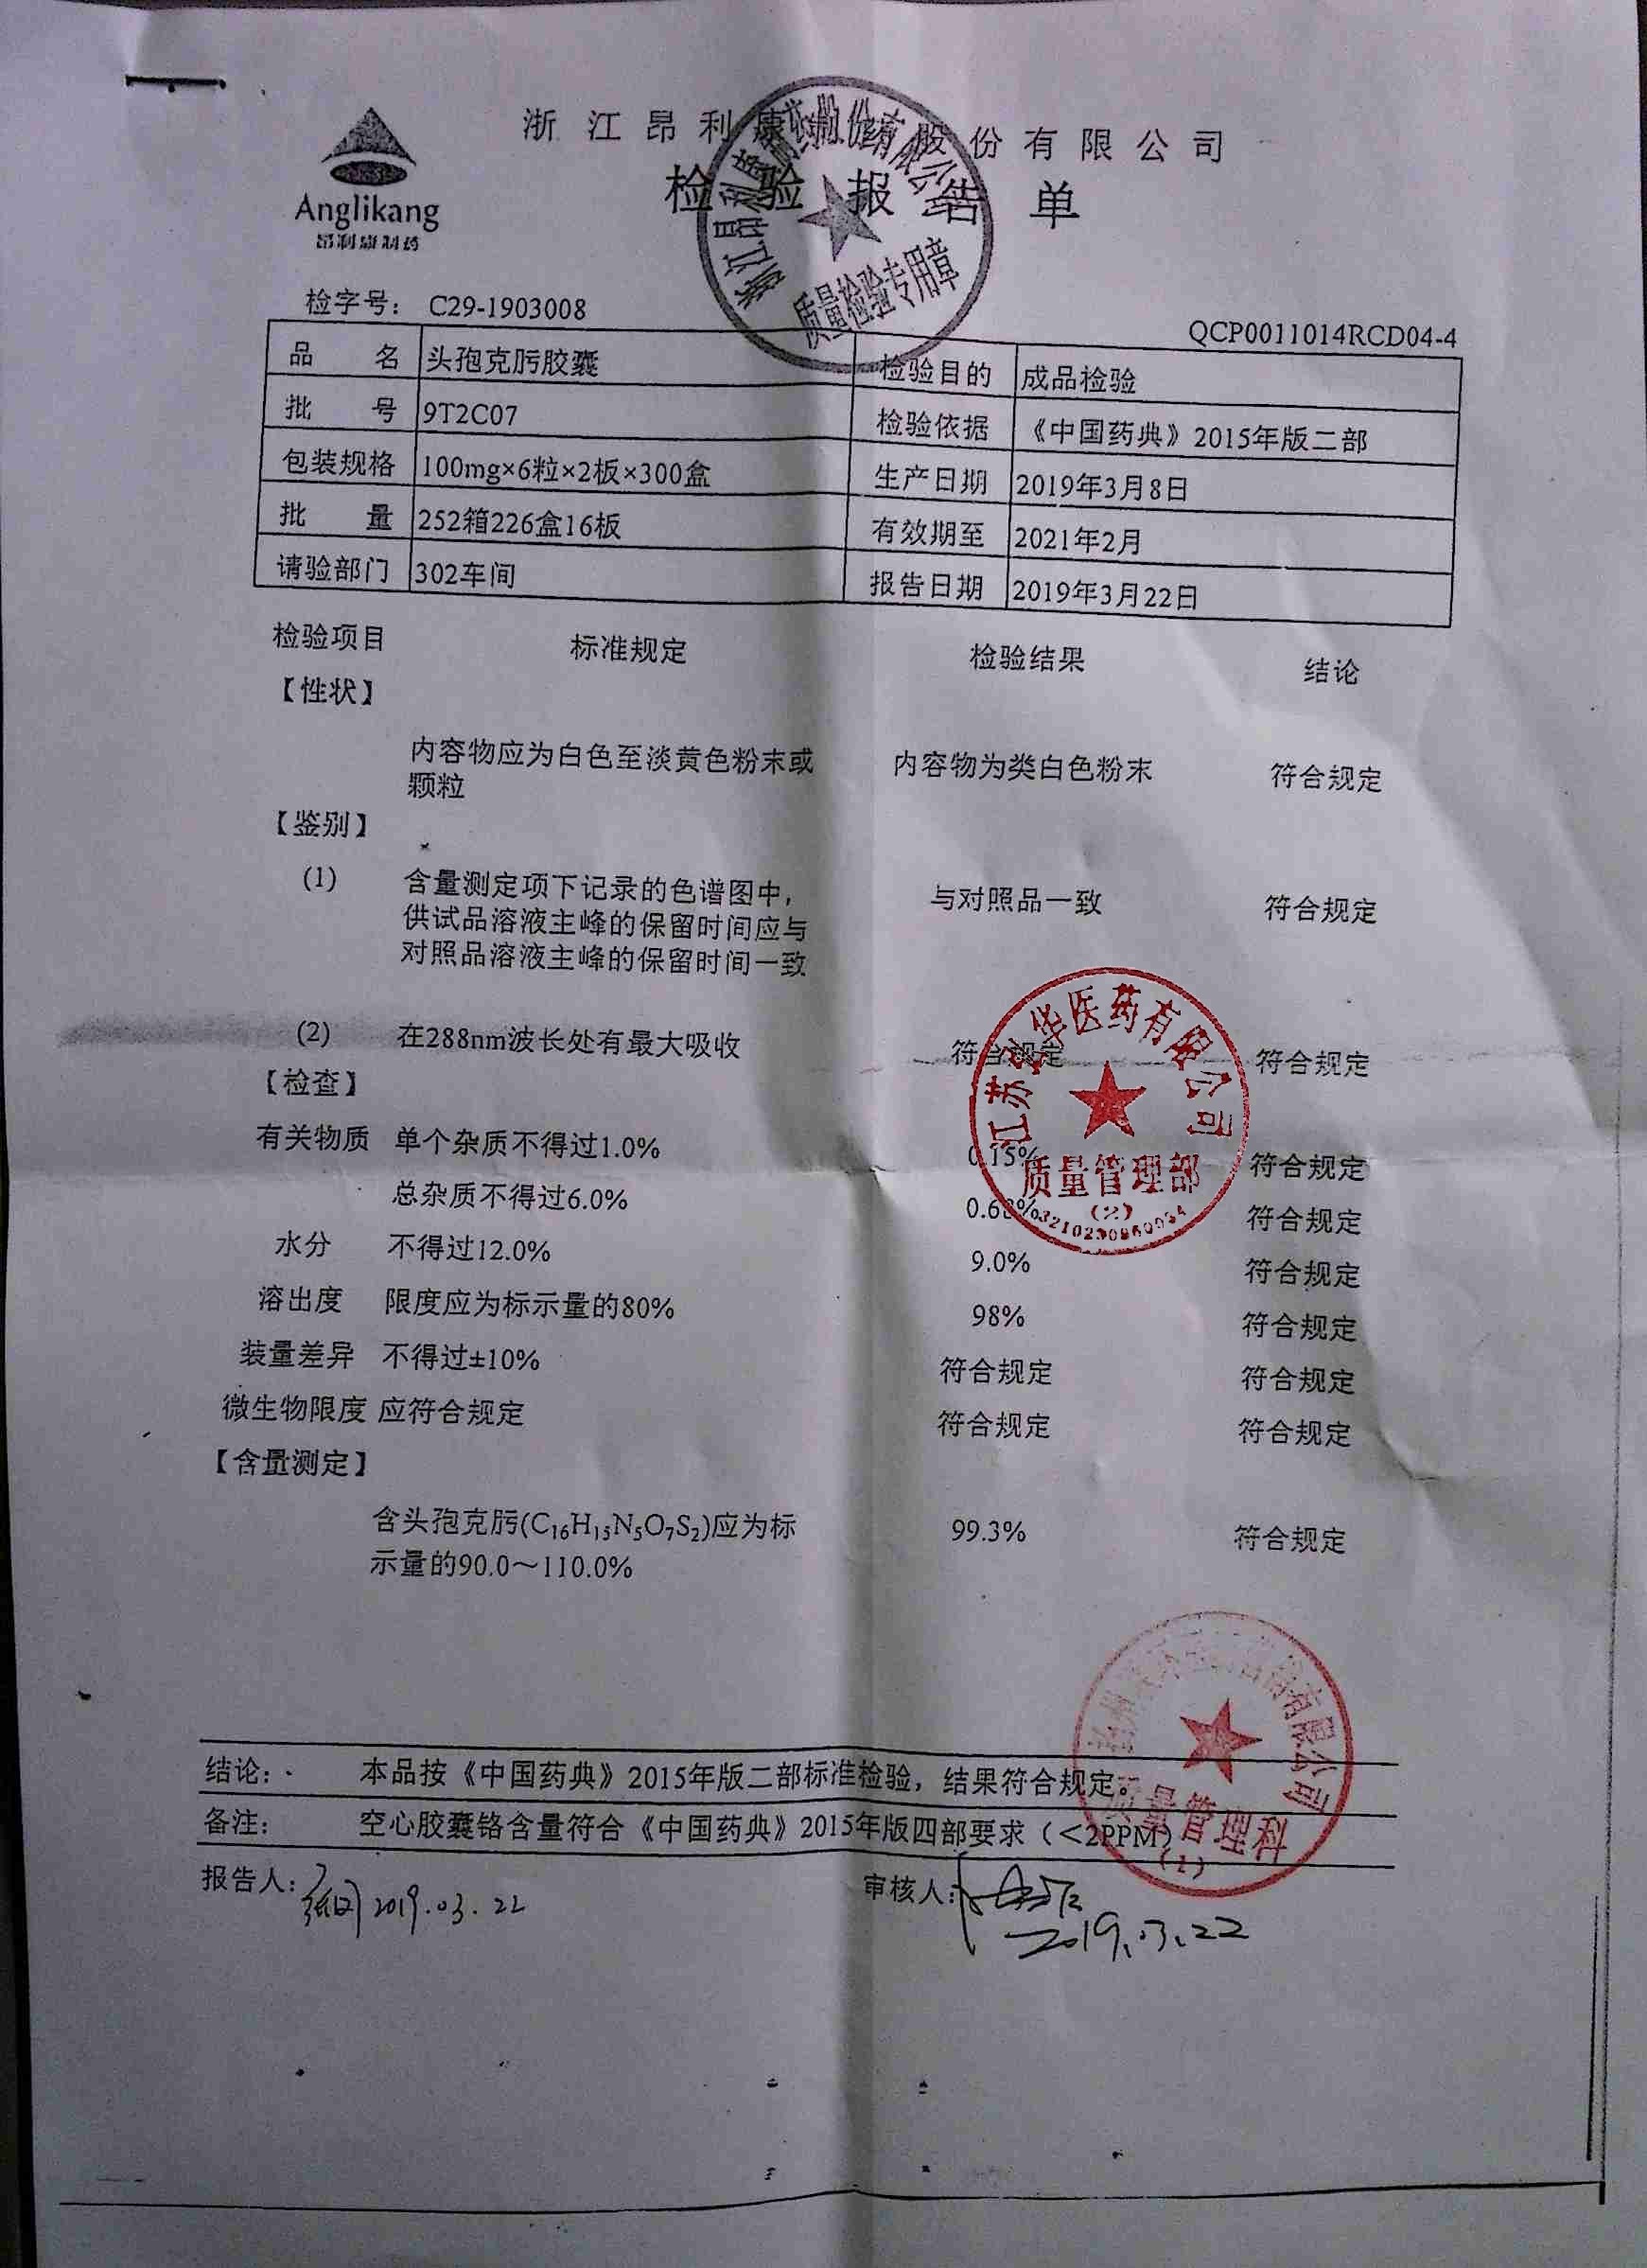 浙江昂利康制药股份有限公司
检验报告单
Anglikang
昂利康制药
质量检验专用章
检字号: C29-1903008
QCP0011014RCD04-4
品 名 头孢克肟胶囊 检验目的 成品检验
批 号 9T2C07 检验依据 《中国药典》2015年版二部
包装规格 100mg×6粒×2板×300盒 生产日期 2019年3月8日
批 量 252箱226盒16板 有效期至 2021年2月
请验部门 302车间 报告日期 2019年3月22日
检验项目 标准规定 检验结果 结论
【性状】
内容物应为白色至淡黄色粉末或 内容物为类白色粉末 符合规定
颗粒
【鉴别】
(1) 含量测定项下记录的色谱图中, 与对照品一致 符合规定
供试品溶液主峰的保留时间应与
对照品溶液主峰的保留时间一致
(2) 在288nm波长处有最大吸收 符合规定 符合规定
【检查】
有关物质 单个杂质不得过1.0% 0.15% 符合规定
总杂质不得过6.0% 符合规定
水分 不得过12.0% 9.0% 符合规定
溶出度 限度应为标示量的80% 98% 符合规定
装量差异 不得过±10% 符合规定 符合规定
微生物限度 应符合规定 符合规定 符合规定
质量管理部
(2)
【含量测定】
含头孢克肟(C16H15N5O7S2)应为标 99.3% 符合规定
示量的90.0～110.0%
结论: 本品按《中国药典》2015年版二部标准检验, 结果符合规定。
备注: 空心胶囊铬含量符合《中国药典》2015年版四部要求(<2PPM)
质量管理科
(1)
报告人: 2019.03.22 审核人:
2019.03.22